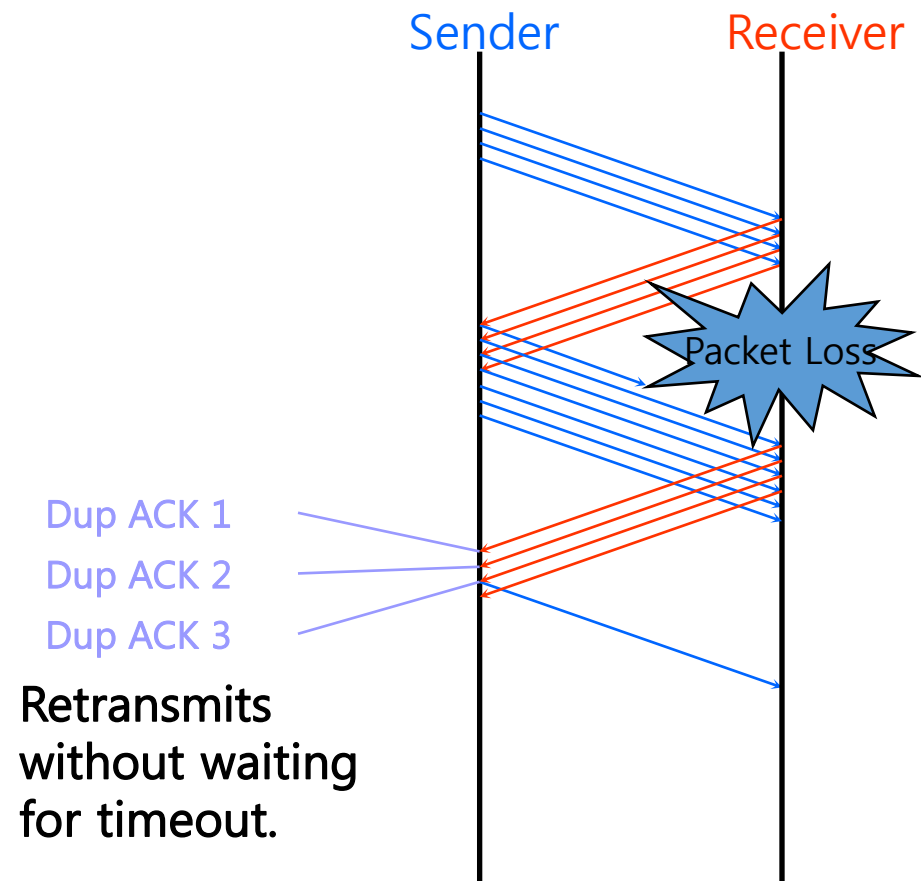 Sender
Receiver
Packet Loss
Dup ACK 1
Dup ACK 2
Dup ACK 3
Retransmits
without waiting
for timeout.